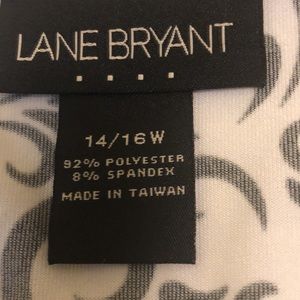 LANE BRYANT
14/16W
92% POLYESTER
8% SPANDEX
MADE IN TAIWAN